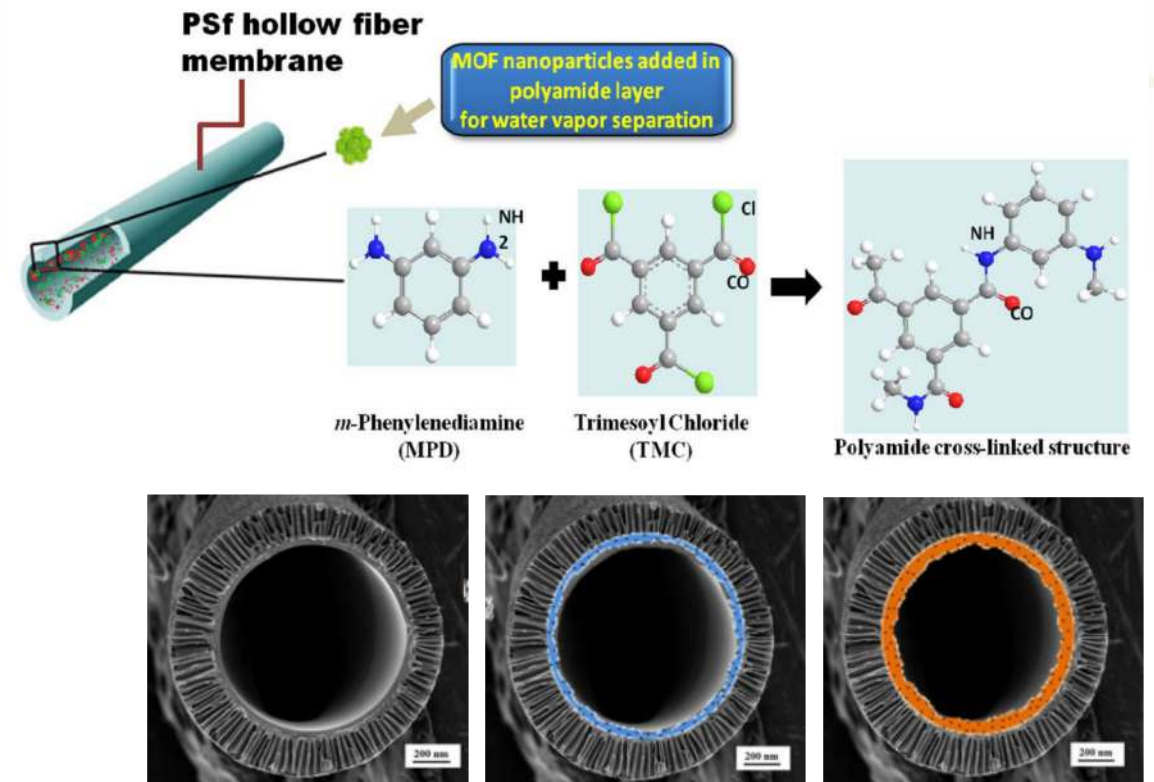 PSf hollow fiber
membrane
MOF nanoparticles added in
polyamide layer
for water vapor separation
NH
2
Cl
CO
NH
CO
m-Phenylenediamine
(MPD)
Trimesoyl Chloride
(TMC)
Polyamide cross-linked structure
200 nm
200 nm
200 nm